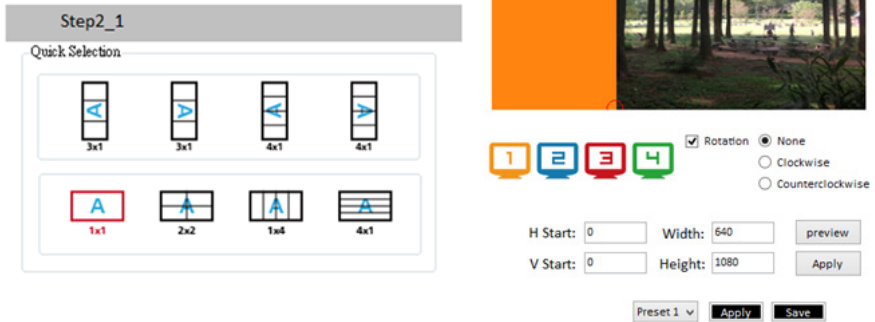 Step2_1
Quick Selection
A A A A
3x1 3x1 4x1 4x1
A A A A
1x1 2x2 1x4 4x1
1 2 3 4
Rotation None
Clockwise
Counterclockwise
H Start: 0 Width: 640 preview
V Start: 0 Height: 1080 Apply
Preset 1 Apply Save